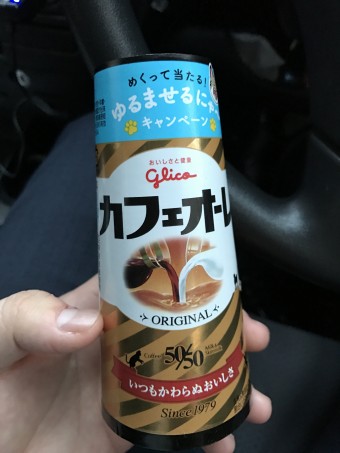 めくって当たる!
ゆるませるにゃ
キャンペーン
おいしさと健康
Glico
カフェオーレ
ORIGINAL
Coffee 50/50 MILK
いつもかわらぬおいしさ
Since1979